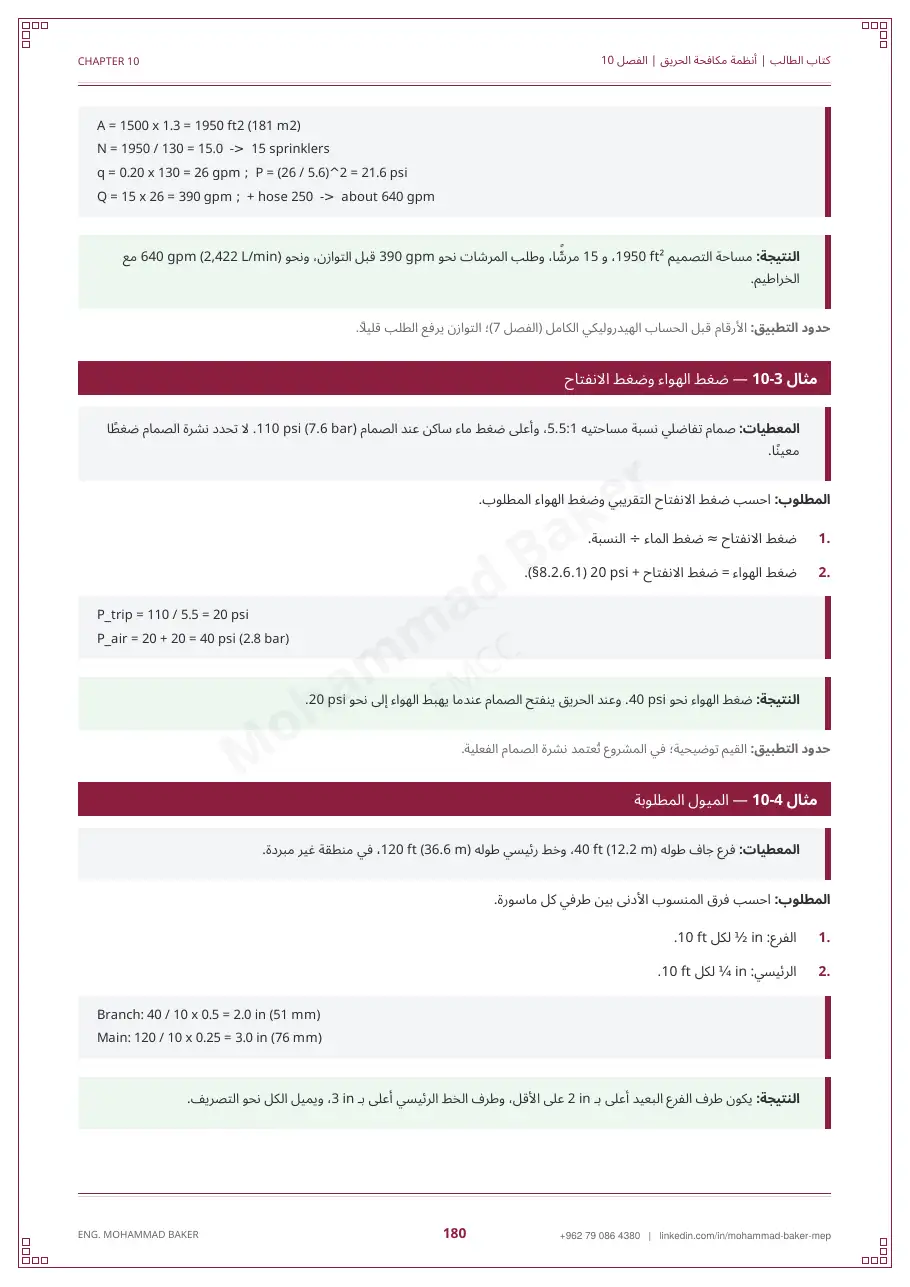 CHAPTER 10
كتاب الطالب | أنظمة مكافحة الحريق | الفصل 10
A = 1500 x 1.3 = 1950 ft2 (181 m2)
N = 1950 / 130 = 15.0 -> 15 sprinklers
q = 0.20 x 130 = 26 gpm ; P = (26 / 5.6)^2 = 21.6 psi
Q = 15 x 26 = 390 gpm ; + hose 250 -> about 640 gpm
النتيجة: مساحة التصميم 1950 ft²، و 15 مرشًّا، وطلب المرشات نحو 390 gpm قبل التوازن، ونحو 640 gpm (2,422 L/min) مع
الخراطيم.
حدود التطبيق: الأرقام قبل الحساب الهيدروليكي الكامل (الفصل 7)؛ التوازن يرفع الطلب قليلًا.
مثال 3-10 — ضغط الهواء وضغط الانفتاح
المعطيات: صمام تفاضلي نسبة مساحتيه 5.5:1، وأعلى ضغط ماء ساكن عند الصمام 110 psi (7.6 bar). لا تحدد نشرة الصمام ضغطًا
معينًا.
المطلوب: احسب ضغط الانفتاح التقريبي وضغط الهواء المطلوب.
1. ضغط الانفتاح ≈ ضغط الماء ÷ النسبة.
2. ضغط الهواء = ضغط الانفتاح + 20 psi (§8.2.6.1).
P_trip = 110 / 5.5 = 20 psi
P_air = 20 + 20 = 40 psi (2.8 bar)
النتيجة: ضغط الهواء نحو 40 psi. وعند الحريق ينفتح الصمام عندما يهبط الهواء إلى نحو 20 psi.
حدود التطبيق: القيم توضيحية؛ في المشروع تُعتمد نشرة الصمام الفعلية.
مثال 4-10 — الميول المطلوبة
المعطيات: فرع جاف طوله 40 ft (12.2 m)، وخط رئيسي طوله 120 ft (36.6 m)، في منطقة غير مبردة.
المطلوب: احسب فرق المنسوب الأدنى بين طرفي كل ماسورة.
1. الفرع: ½ in لكل 10 ft.
2. الرئيسي: ¼ in لكل 10 ft.
Branch: 40 / 10 x 0.5 = 2.0 in (51 mm)
Main: 120 / 10 x 0.25 = 3.0 in (76 mm)
النتيجة: يكون طرف الفرع البعيد أعلى بـ 2 in على الأقل، وطرف الخط الرئيسي أعلى بـ 3 in، ويميل الكل نحو التصريف.
Mohammad Baker
EMCC
ENG. MOHAMMAD BAKER
180
+962 79 086 4380 | linkedin.com/in/mohammad-baker-mep